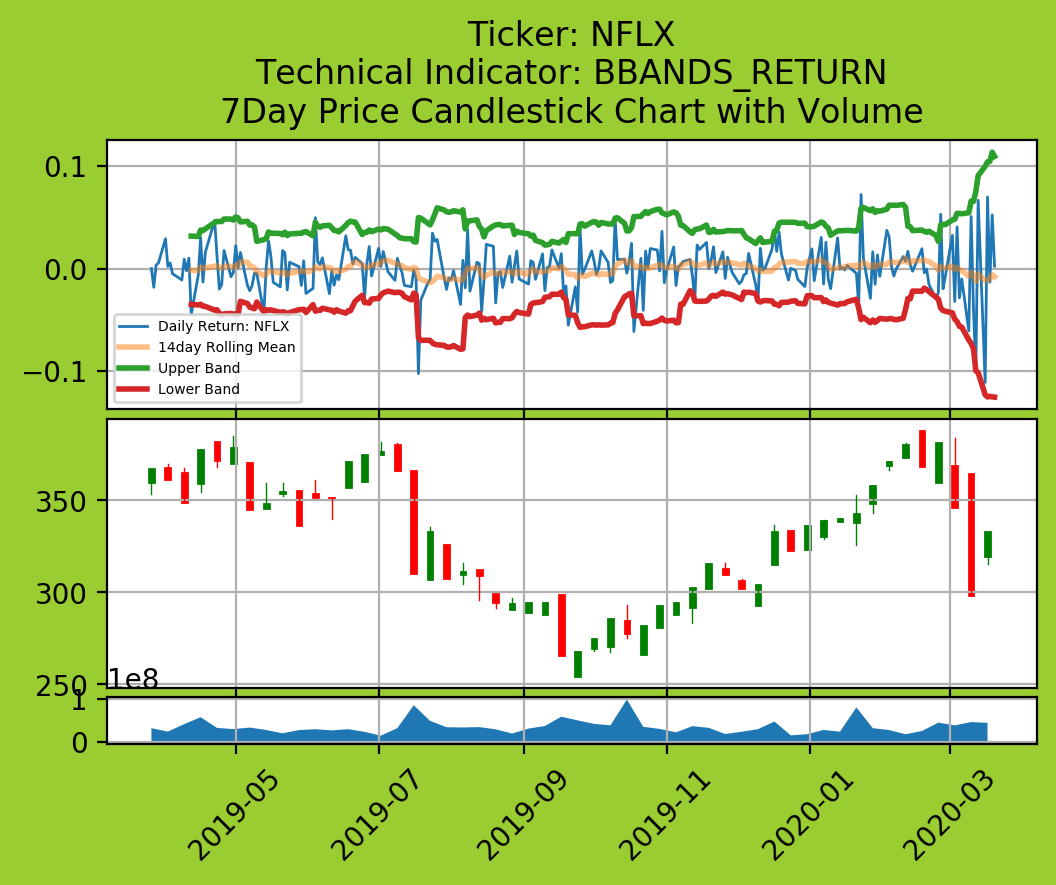 Ticker: NFLX
Technical Indicator: BBANDS_RETURN
7Day Price Candlestick Chart with Volume
0.1
0.0
−0.1
Daily Return: NFLX
14day Rolling Mean
Upper Band
Lower Band
350
300
250
1e8
1
0
2019-05
2019-07
2019-09
2019-11
2020-01
2020-03